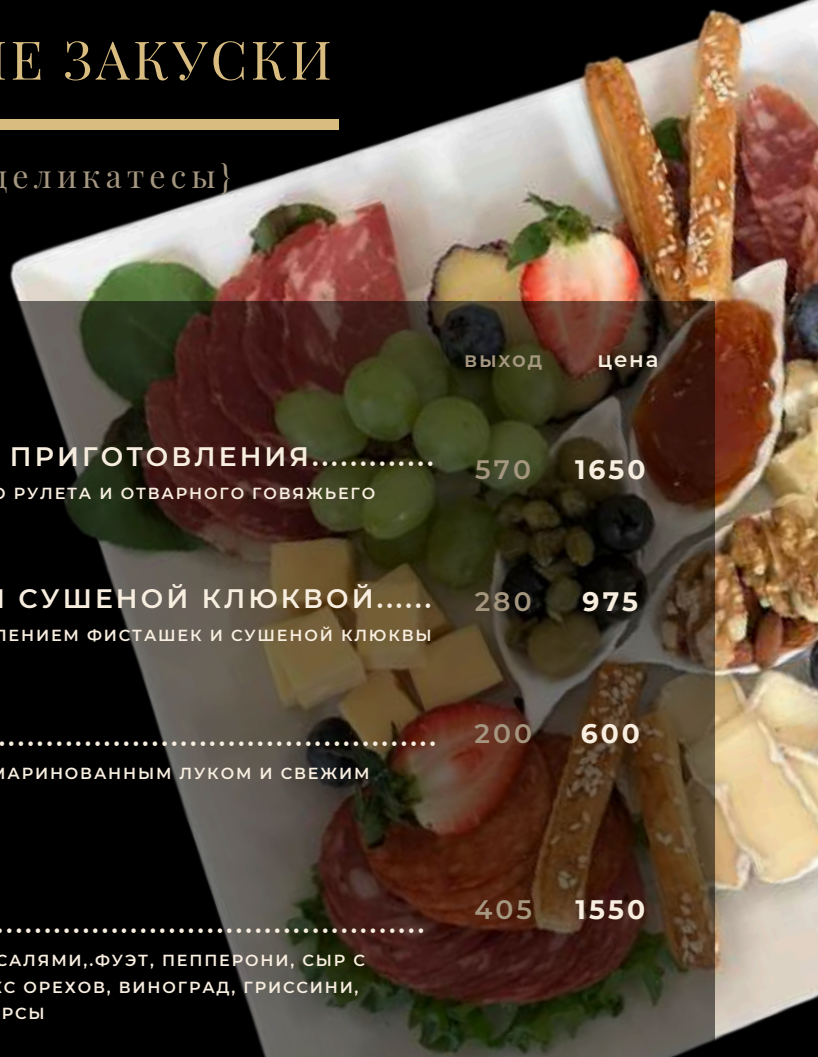 Е ЗАКУСКИ
деликатесы}
выход цена
ПРИГОТОВЛЕНИЯ............. 570 1650
РУЛЕТА И ОТВАРНОГО ГОВЯЖЬЕГО
СУШЕНОЙ КЛЮКВОЙ...... 280 975
ЛЕНИЕМ ФИСТАШЕК И СУШЕНОЙ КЛЮКВЫ
.................................................... 200 600
МАРИНОВАННЫМ ЛУКОМ И СВЕЖИМ
.................................................. 405 1550
САЛЯМИ,.ФУЭТ, ПЕППЕРОНИ, СЫР С
С ОРЕХОВ, ВИНОГРАД, ГРИССИНИ,
РСЫ